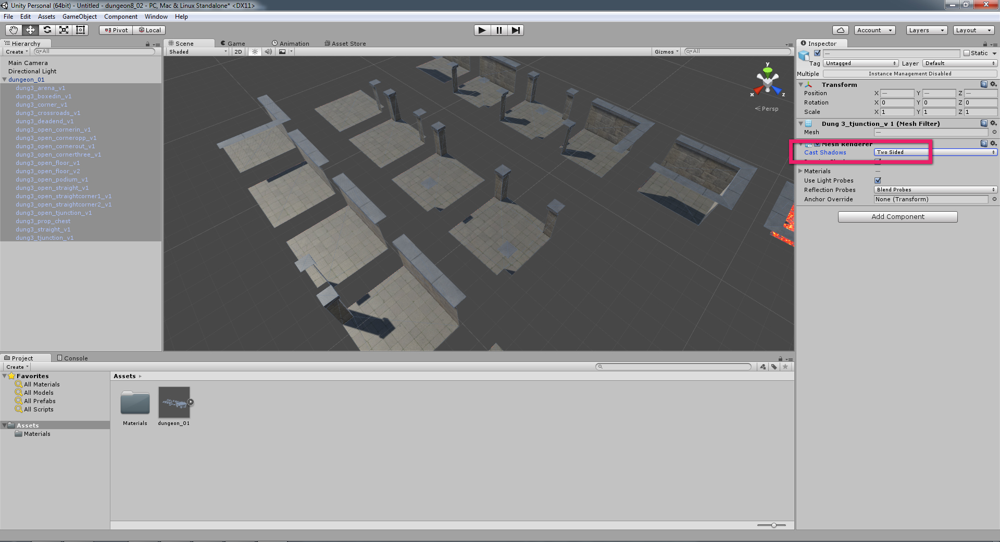 Unity Personal (64bit) - Untitled - dungeon8_02 - PC, Mac & Linux Standalone* <DX11>
File Edit Assets GameObject Component Window Help
Pivot Local Account Layers Layout
Hierarchy
Create All
Main Camera
Directional Light
dungeon_01
dung3_arena_v1
dung3_boxedin_v1
dung3_corner_v1
dung3_crossroads_v1
dung3_deadend_v1
dung3_open_cornerin_v1
dung3_open_corneropp_v1
dung3_open_cornerout_v1
dung3_open_cornerthree_v1
dung3_open_floor_v1
dung3_open_floor_v2
dung3_open_podium_v1
dung3_open_straight_v1
dung3_open_straightcorner1_v1
dung3_open_straightcorner2_v1
dung3_open_tjunction_v1
dung3_prop_chest
dung3_straight_v1
dung3_tjunction_v1
Scene Game Animation Asset Store
Shaded 2D Gizmos All
y
x z
Persp
Inspector
— Static
Tag Untagged Layer Default
Multiple Instance Management Disabled
Transform
Position X — Y — Z —
Rotation X 0 Y 0 Z 0
Scale X 1 Y 1 Z 1
Dung 3_tjunction_v 1 (Mesh Filter)
Mesh —
Mesh Renderer
Cast Shadows Two Sided
Materials —
Use Light Probes
Reflection Probes Blend Probes
Anchor Override None (Transform)
Add Component
Project Console
Create
Favorites
All Materials
All Models
All Prefabs
All Scripts
Assets
Materials
Assets
Materials dungeon_01